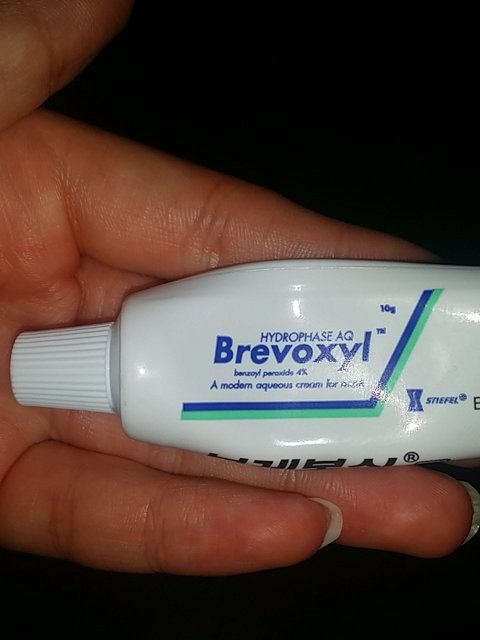 10g
HYDROPHASE AQ
Brevoxyl™
benzoyl peroxide 4%
A modern aqueous cream for acne
STIEFEL®